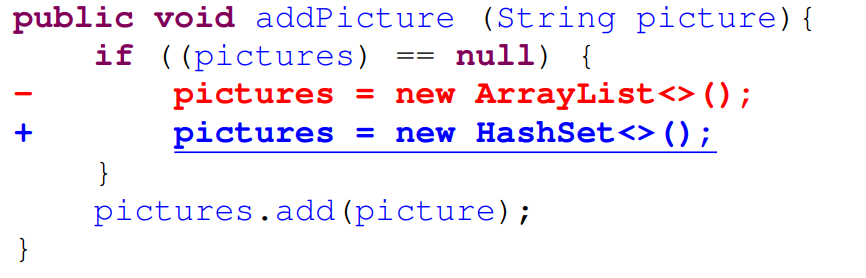 public void addPicture (String picture){
    if ((pictures) == null) {
-       pictures = new ArrayList<>();
+       pictures = new HashSet<>();
    }
    pictures.add(picture);
}